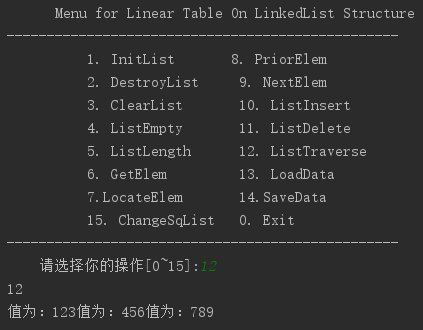 Menu for Linear Table On LinkedList Structure
-------------------------------------------------
1. InitList 8. PriorElem
2. DestroyList 9. NextElem
3. ClearList 10. ListInsert
4. ListEmpty 11. ListDelete
5. ListLength 12. ListTraverse
6. GetElem 13. LoadData
7.LocateElem 14.SaveData
15. ChangeSqList 0. Exit
-------------------------------------------------
请选择你的操作[0~15]:12
12
值为：123值为：456值为：789